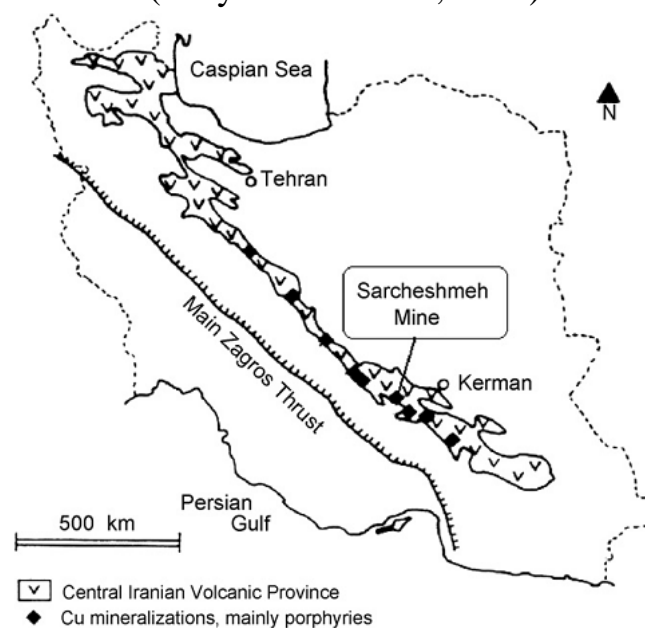 Caspian Sea
N
Tehran
Sarcheshmeh
Mine
Kerman
Main Zagros Thrust
Persian
Gulf
500 km
Central Iranian Volcanic Province
Cu mineralizations, mainly porphyries